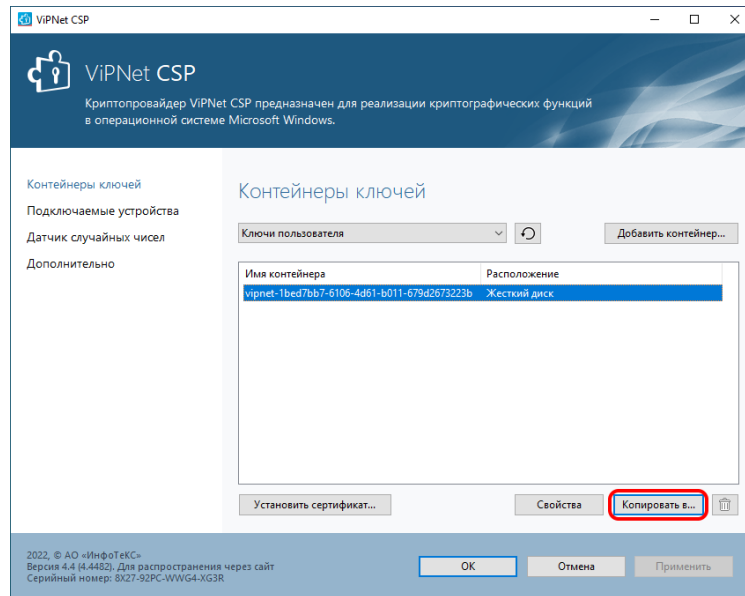 ViPNet CSP
ViPNet CSP
Криптопровайдер ViPNet CSP предназначен для реализации криптографических функций
в операционной системе Microsoft Windows.
Контейнеры ключей
Подключаемые устройства
Датчик случайных чисел
Дополнительно
Контейнеры ключей
Ключи пользователя
Добавить контейнер...
Имя контейнера Расположение
vipnet-1bed7bb7-6106-4d61-b011-679d2673223b Жесткий диск
Установить сертификат... Свойства Копировать в...
2022, © АО «ИнфоТеКС»
Версия 4.4 (4.4482). Для распространения через сайт
Серийный номер: 8X27-92PC-WWG4-XG3R
OK Отмена Применить